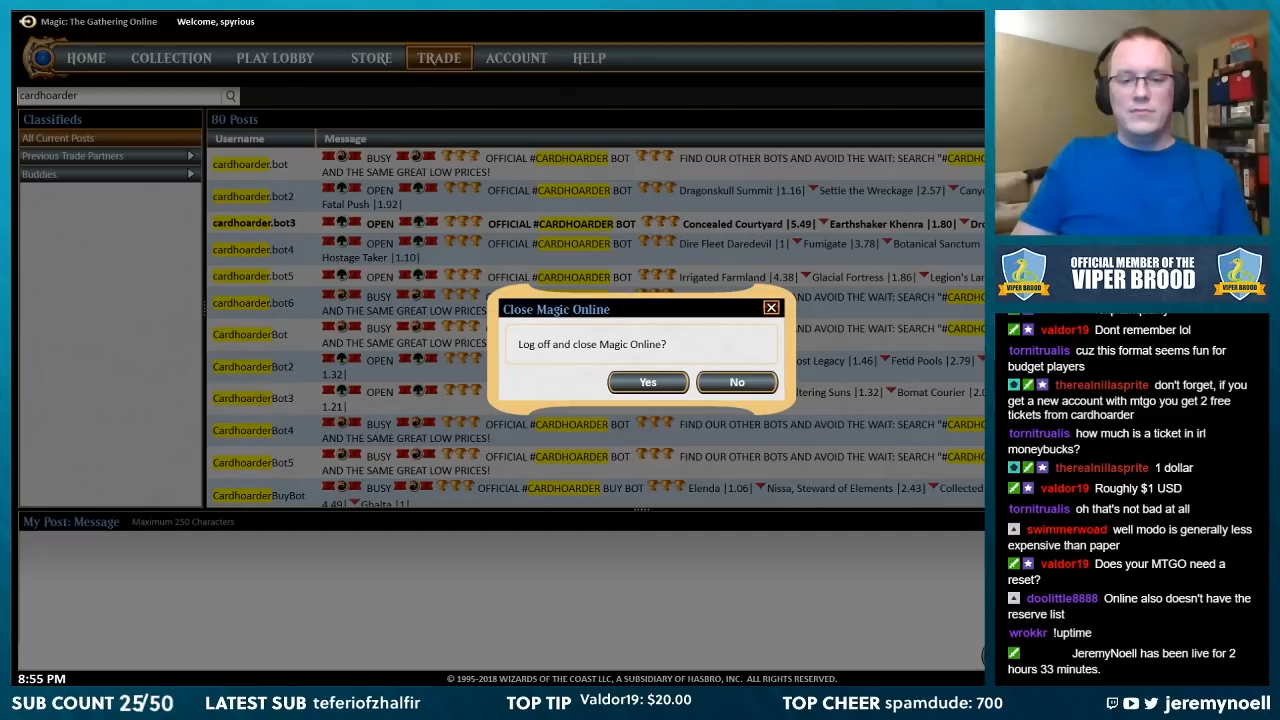 Magic: The Gathering Online Welcome, spyrious
HOME COLLECTION PLAY LOBBY STORE TRADE ACCOUNT HELP
cardhoarder
Classifieds
All Current Posts
Previous Trade Partners
Buddies
80 Posts
Username Message
cardhoarder.bot BUSY OFFICIAL #CARDHOARDER BOT FIND OUR OTHER BOTS AND AVOID THE WAIT: SEARCH "#CARDH
AND THE SAME GREAT LOW PRICES!
cardhoarder.bot2 OPEN OFFICIAL #CARDHOARDER BOT Dragonskull Summit |1.16| Settle the Wreckage |2.57| Canyo
Fatal Push |1.92|
cardhoarder.bot3 OPEN OFFICIAL #CARDHOARDER BOT Concealed Courtyard |5.49| Earthshaker Khenra |1.80| Dro
cardhoarder.bot4 OPEN OFFICIAL #CARDHOARDER BOT Dire Fleet Daredevil |1| Fumigate |3.78| Botanical Sanctum
Hostage Taker |1.10|
cardhoarder.bot5 OPEN OFFICIAL #CARDHOARDER BOT Irrigated Farmland |4.38| Glacial Fortress |1.86| Legion's Lan
cardhoarder.bot6 BUSY AND AVOID THE WAIT: SEARCH "#CARDH
AND THE SAME GREAT LOW PRICES!
CardhoarderBot BUSY AND AVOID THE WAIT: SEARCH "#CARDH
AND THE SAME GREAT LOW PRICES!
CardhoarderBot2 OPEN ost Legacy |1.46| Fetid Pools |2.79|
1.32|
CardhoarderBot3 OPEN ltering Suns |1.32| Bomat Courier |2.0
1.21|
CardhoarderBot4 BUSY OFFICIAL #CARDHOARDER BOT FIND OUR OTHER BOTS AND AVOID THE WAIT: SEARCH "#CARDH
AND THE SAME GREAT LOW PRICES!
CardhoarderBot5 BUSY OFFICIAL #CARDHOARDER BOT FIND OUR OTHER BOTS AND AVOID THE WAIT: SEARCH "#CARDH
AND THE SAME GREAT LOW PRICES!
CardhoarderBuyBot BUSY OFFICIAL #CARDHOARDER BUY BOT Elenda |1.06| Nissa, Steward of Elements |2.43| Collected
4.49| Ghalta |1|
Close Magic Online
Log off and close Magic Online?
Yes No
My Post: Message Maximum 250 Characters
8:55 PM
© 1995-2018 WIZARDS OF THE COAST LLC, A SUBSIDIARY OF HASBRO, INC. ALL RIGHTS RESERVED.
VIPER BROOD OFFICIAL MEMBER OF THE VIPER BROOD
VIPER BROOD
valdor19 Dont remember lol
tornitrualis cuz this format seems fun for
budget players
therealnillasprite don't forget, if you
get a new account with mtgo you get 2 free
tickets from cardhoarder
tornitrualis how much is a ticket in irl
moneybucks?
therealnillasprite 1 dollar
valdor19 Roughly $1 USD
tornitrualis oh that's not bad at all
swimmerwoad well modo is generally less
expensive than paper
valdor19 Does your MTGO need a
reset?
doolittle8888 Online also doesn't have the
reserve list
wrokkr !uptime
JeremyNoell has been live for 2
hours 33 minutes.
SUB COUNT 25/50 LATEST SUB teferiofzhalfir TOP TIP Valdor19: $20.00 TOP CHEER spamdude: 700 jeremynoell